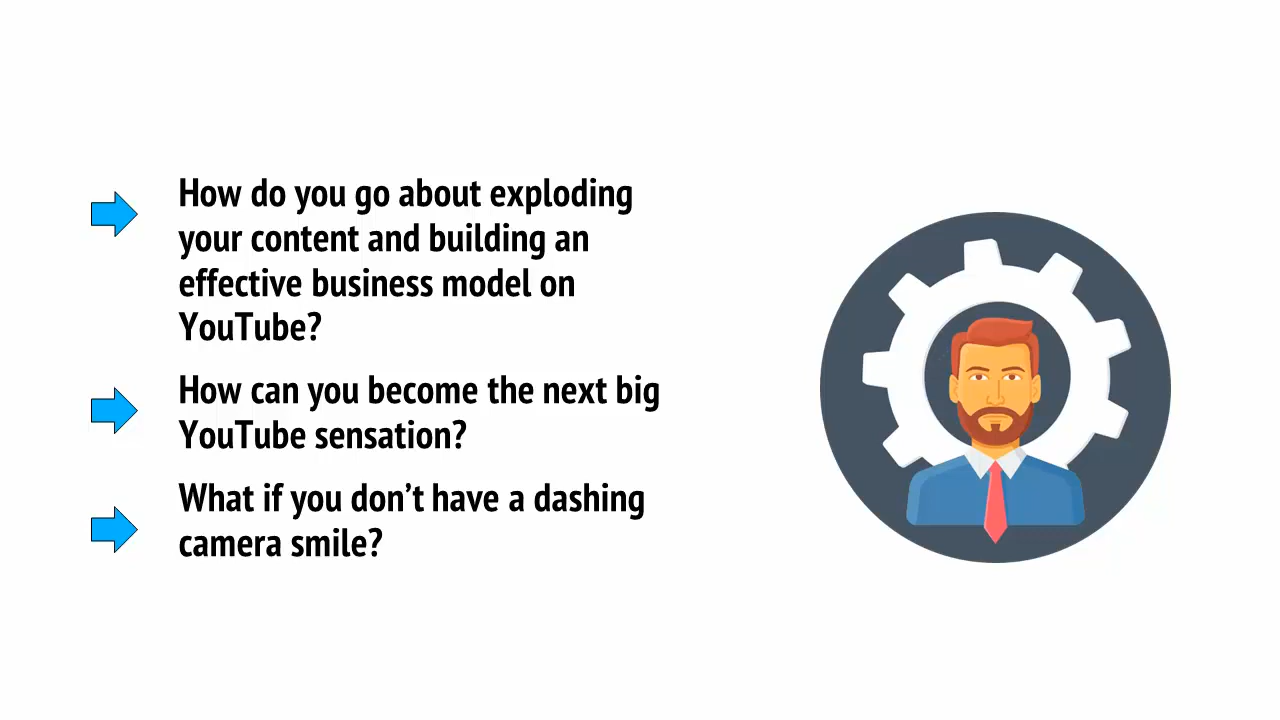 How do you go about exploding
your content and building an
effective business model on
YouTube?
How can you become the next big
YouTube sensation?
What if you don’t have a dashing
camera smile?